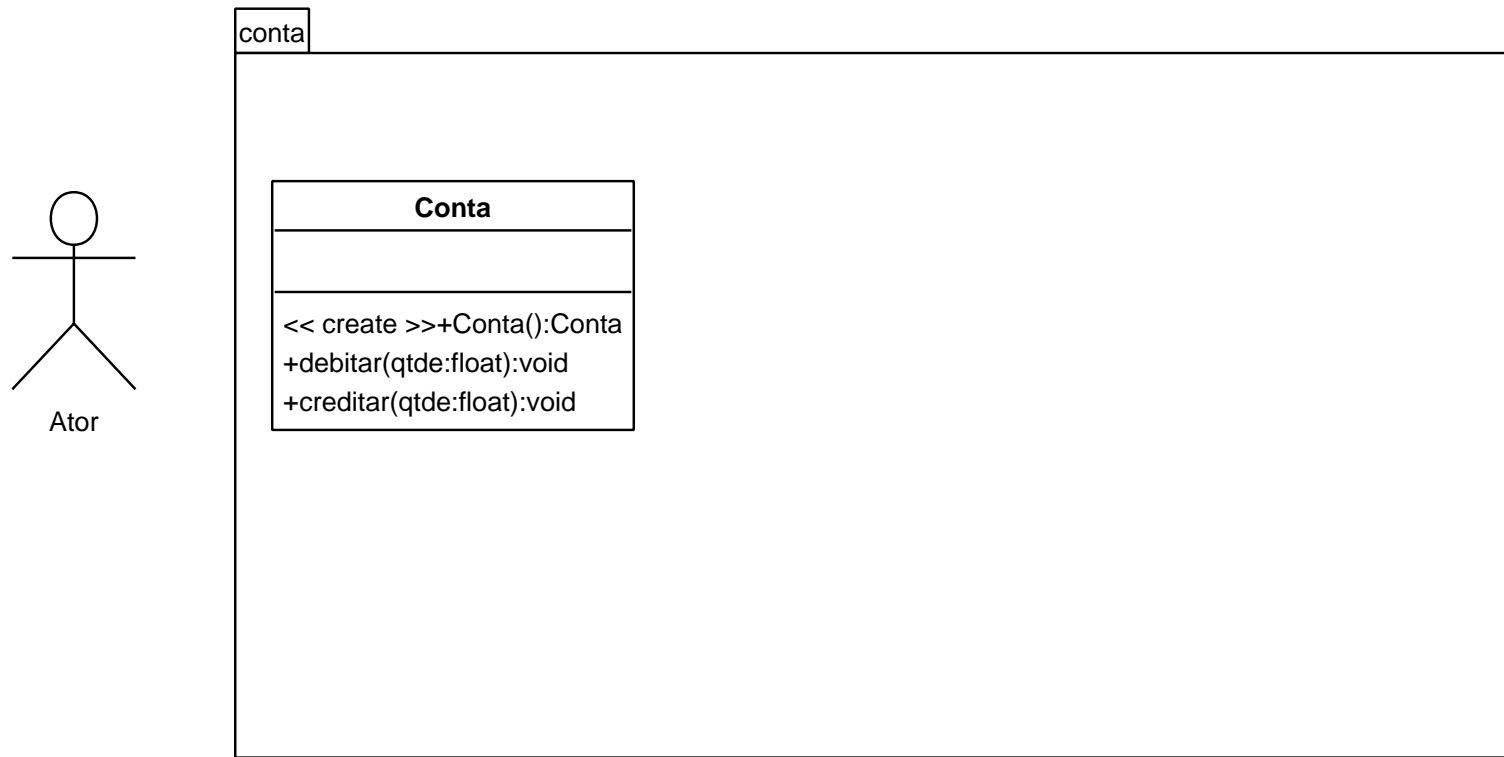 conta
Conta
<< create >>+Conta():Conta
+debitar(qtde:float):void
+creditar(qtde:float):void
Ator